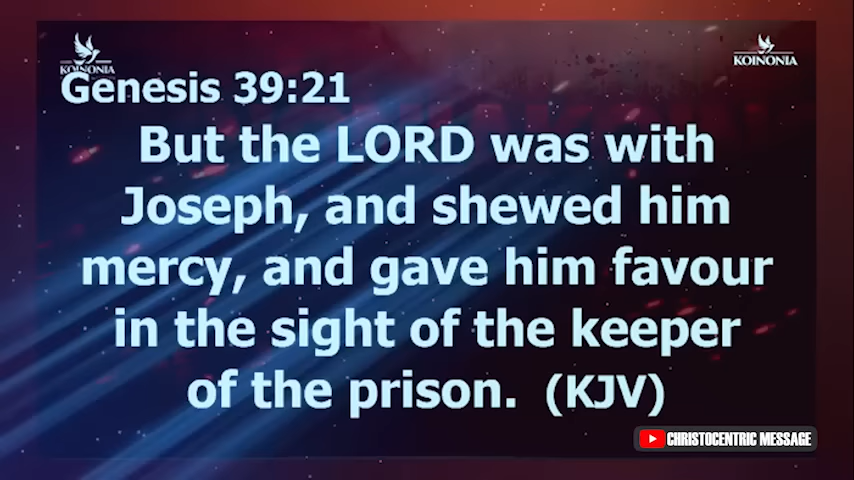 KOINONIA
KOINONIA
Genesis 39:21
But the LORD was with
Joseph, and shewed him
mercy, and gave him favour
in the sight of the keeper
of the prison. (KJV)
CHRISTOCENTRIC MESSAGE